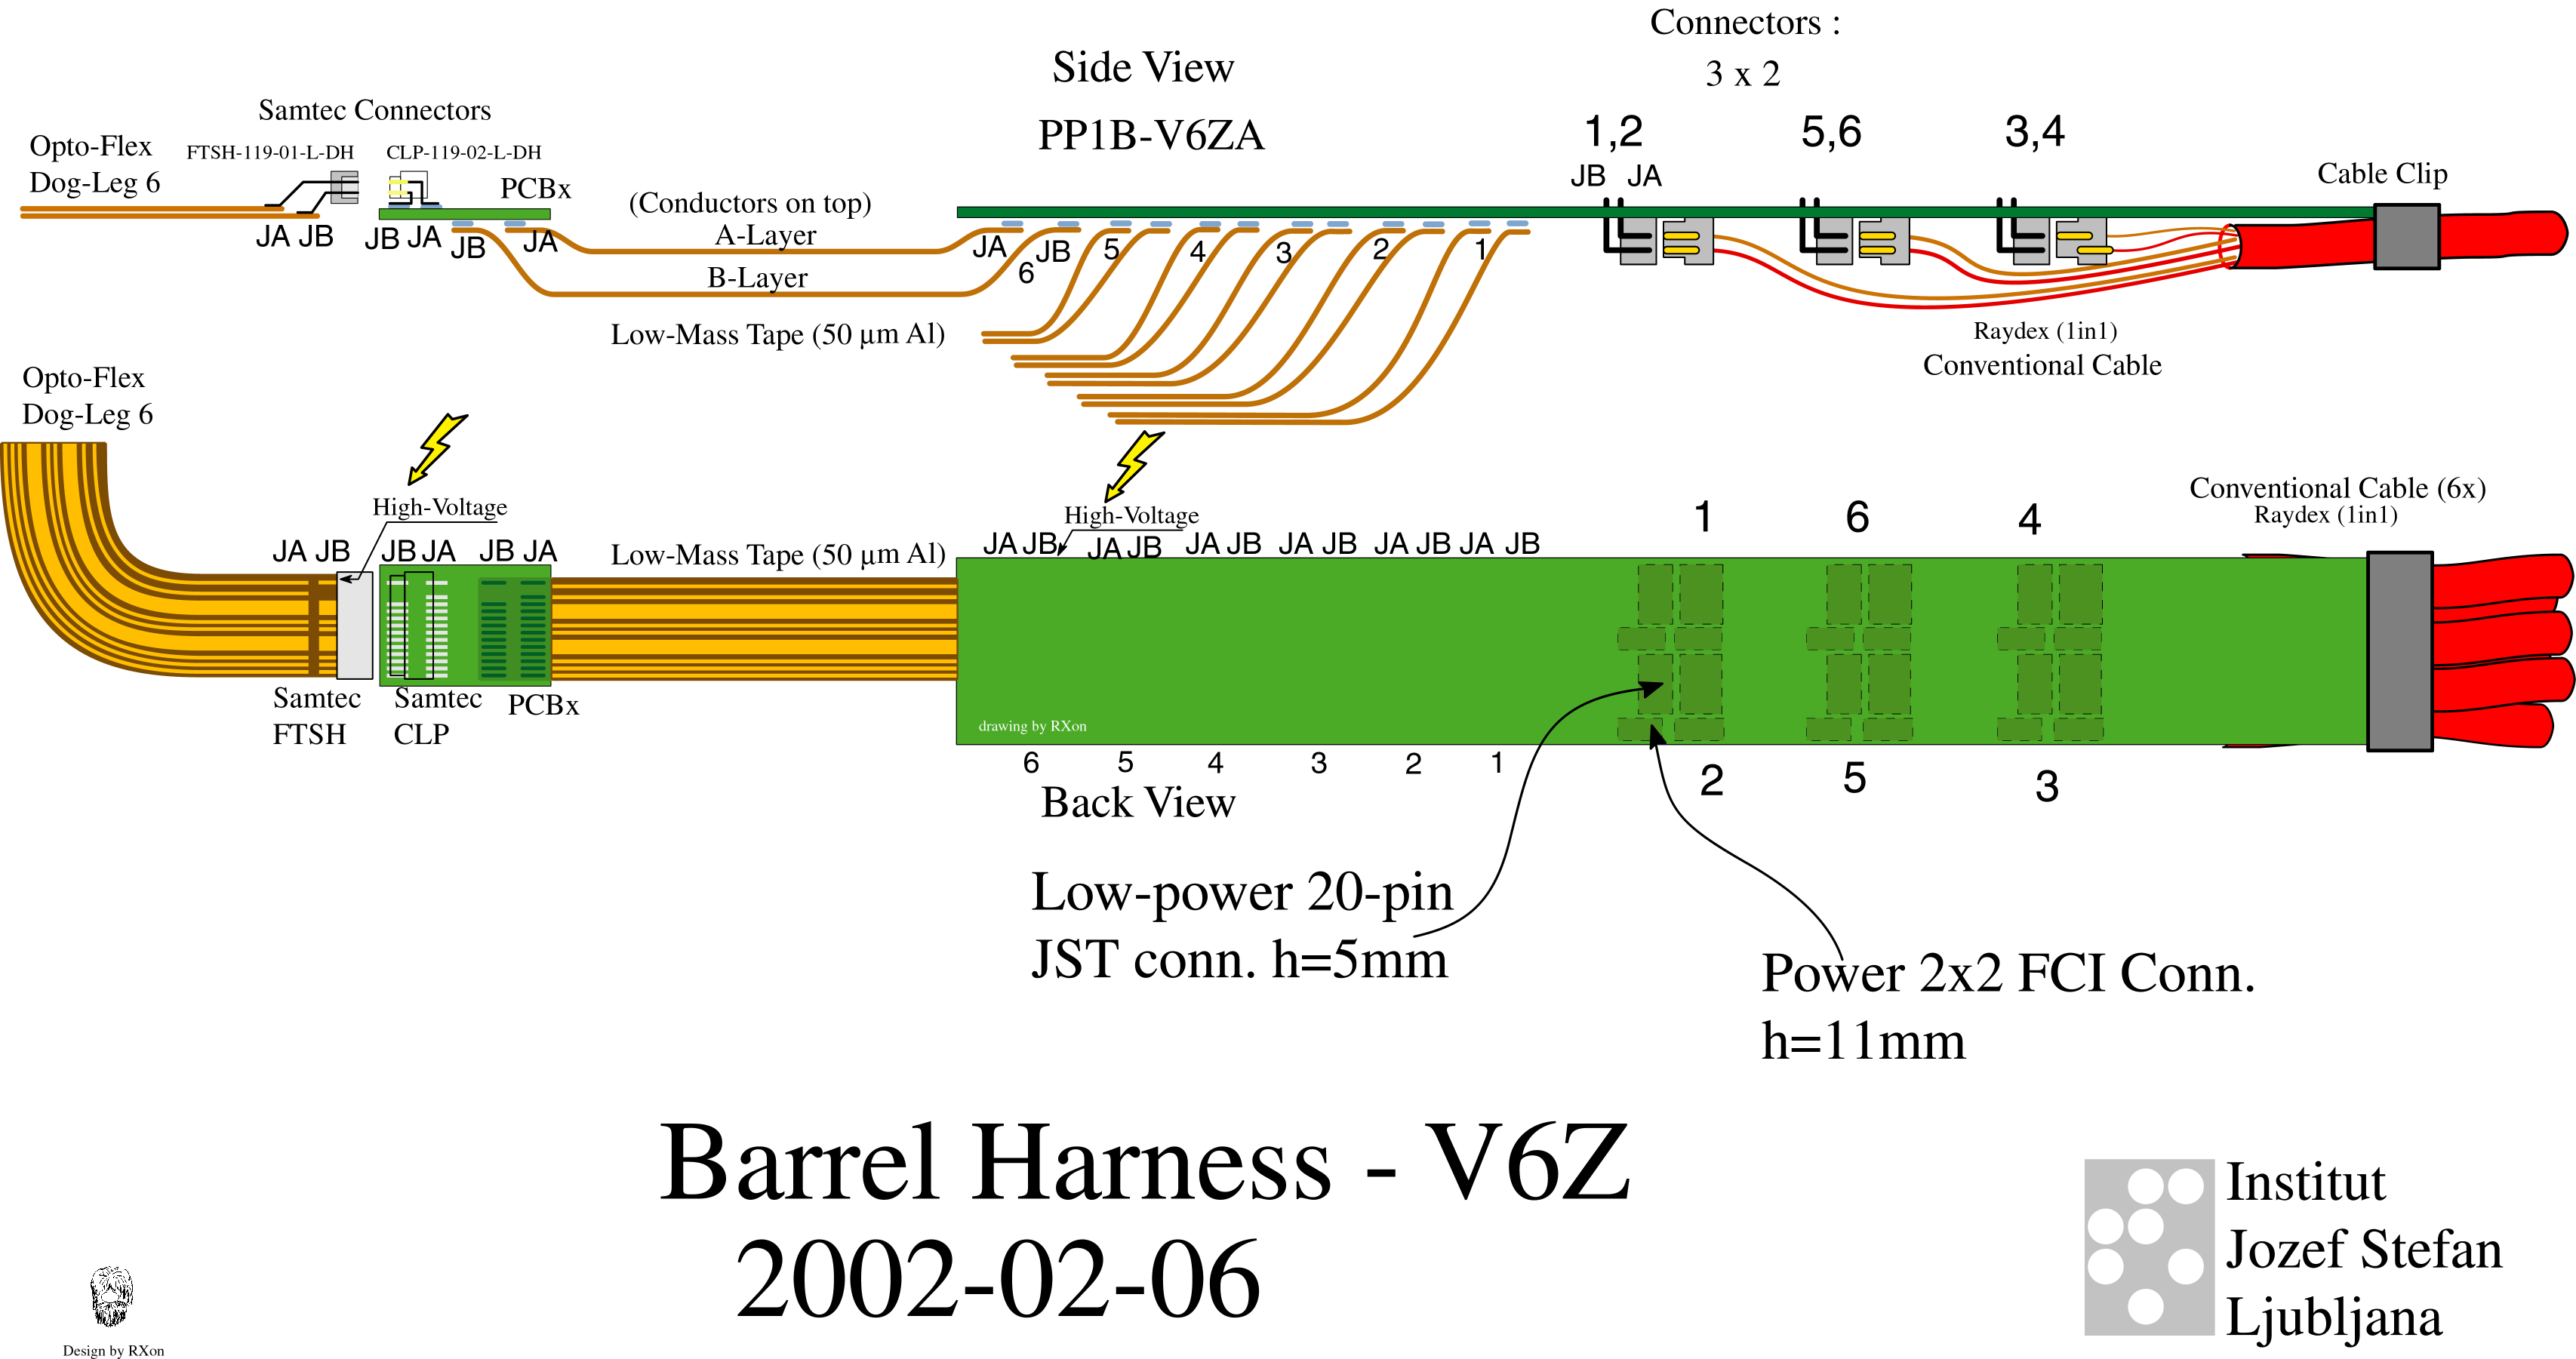 Connectors :
3 x 2
Side View
PP1B-V6ZA
1,2
5,6
3,4
JB JA
Cable Clip
Samtec Connectors
Opto-Flex
Dog-Leg 6
FTSH-119-01-L-DH
CLP-119-02-L-DH
PCBx
(Conductors on top)
A-Layer
B-Layer
JA JB
JB JA
JB
JA
JA
JB
6
5
4
3
2
1
Low-Mass Tape (50 µm Al)
Raydex (1in1)
Conventional Cable
Opto-Flex
Dog-Leg 6
High-Voltage
High-Voltage
JA JB
JB JA
JB JA
Low-Mass Tape (50 µm Al)
JA JB
JA JB
JA JB
JA JB
JA JB
JA JB
1
6
4
Conventional Cable (6x)
Raydex (1in1)
Samtec
FTSH
Samtec
CLP
PCBx
drawing by RXon
6
5
4
3
2
1
2
5
3
Back View
Low-power 20-pin
JST conn. h=5mm
Power 2x2 FCI Conn.
h=11mm
Barrel Harness - V6Z
2002-02-06
Institut
Jozef Stefan
Ljubljana
Design by RXon